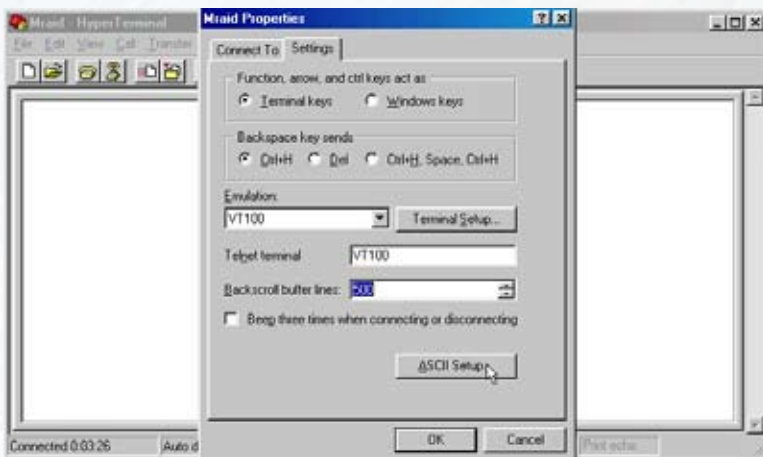 Mraid - HyperTerminal
File Edit View Call Transfer
Mraid Properties
Connect To Settings
Function, arrow, and ctrl keys act as
Terminal keys Windows keys
Backspace key sends
Ctrl+H Del Ctrl+H, Space, Ctrl+H
Emulation:
VT100 Terminal Setup...
Telnet terminal VT100
Backscroll buffer lines: 500
Beep three times when connecting or disconnecting
ASCII Setup...
OK Cancel
Connected 0:03:26 Auto d Print echo